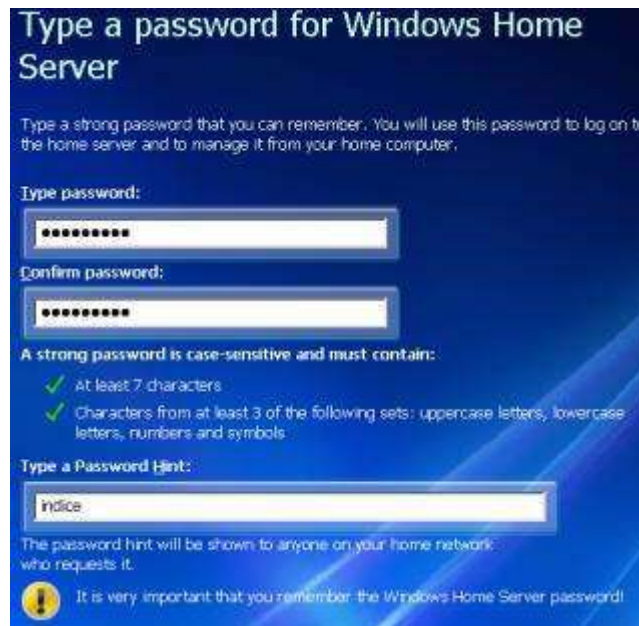 Type a password for Windows Home
Server
Type a strong password that you can remember. You will use this password to log on t
the home server and to manage it from your home computer.
Type password:
•••••••••
Confirm password:
•••••••••
A strong password is case-sensitive and must contain:
At least 7 characters
Characters from at least 3 of the following sets: uppercase letters, lowercase
letters, numbers and symbols
Type a Password Hint:
indice
The password hint will be shown to anyone on your home network
who requests it.
It is very important that you remember the Windows Home Server password!